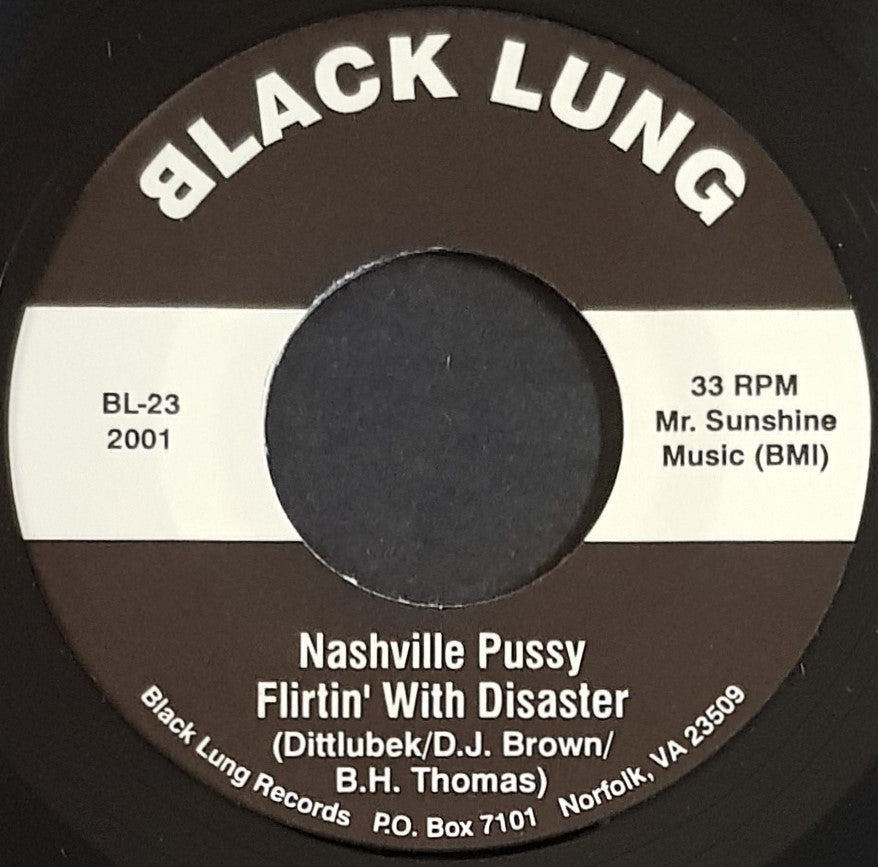 BLACK LUNG
BL-23
2001
33 RPM
Mr. Sunshine
Music (BMI)
Nashville Pussy
Flirtin' With Disaster
(Dittlubek/D.J. Brown/
B.H. Thomas)
Black Lung Records P.O. Box 7101 Norfolk, VA 23509